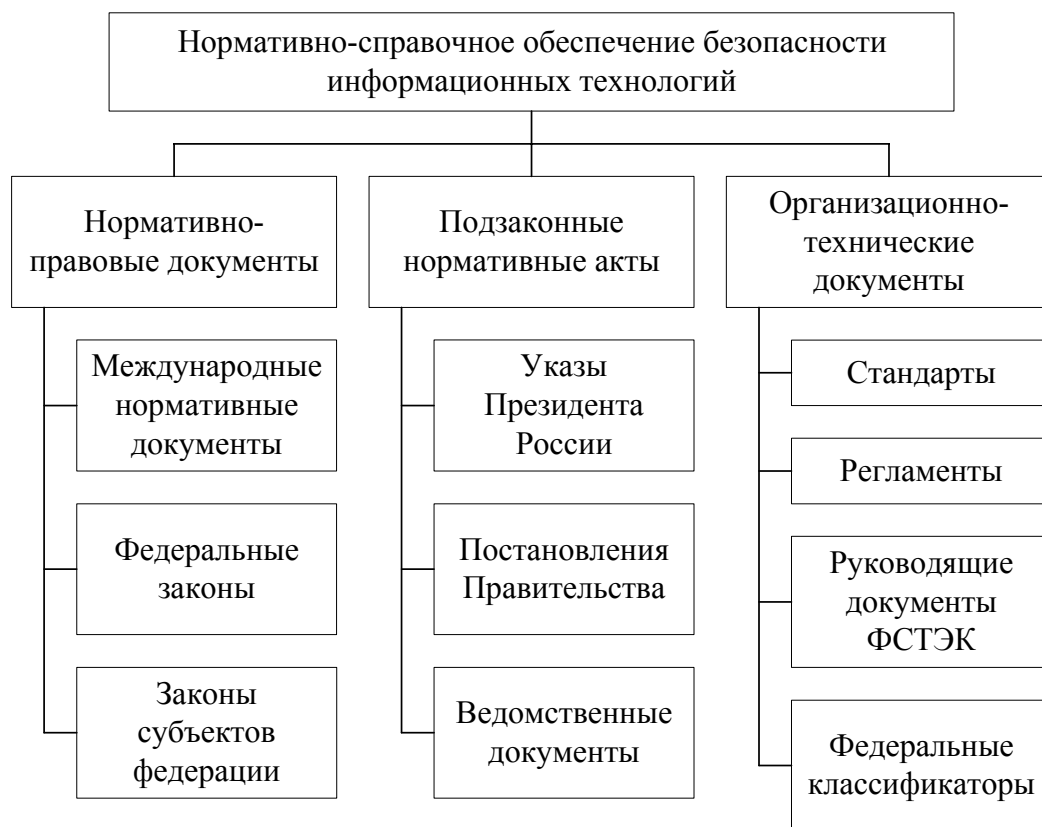 Нормативно-справочное обеспечение безопасности
информационных технологий
Нормативно-
правовые документы
Международные
нормативные
документы
Федеральные
законы
Законы
субъектов
федерации
Подзаконные
нормативные акты
Указы
Президента
России
Постановления
Правительства
Ведомственные
документы
Организационно-
технические
документы
Стандарты
Регламенты
Руководящие
документы
ФСТЭК
Федеральные
классификаторы